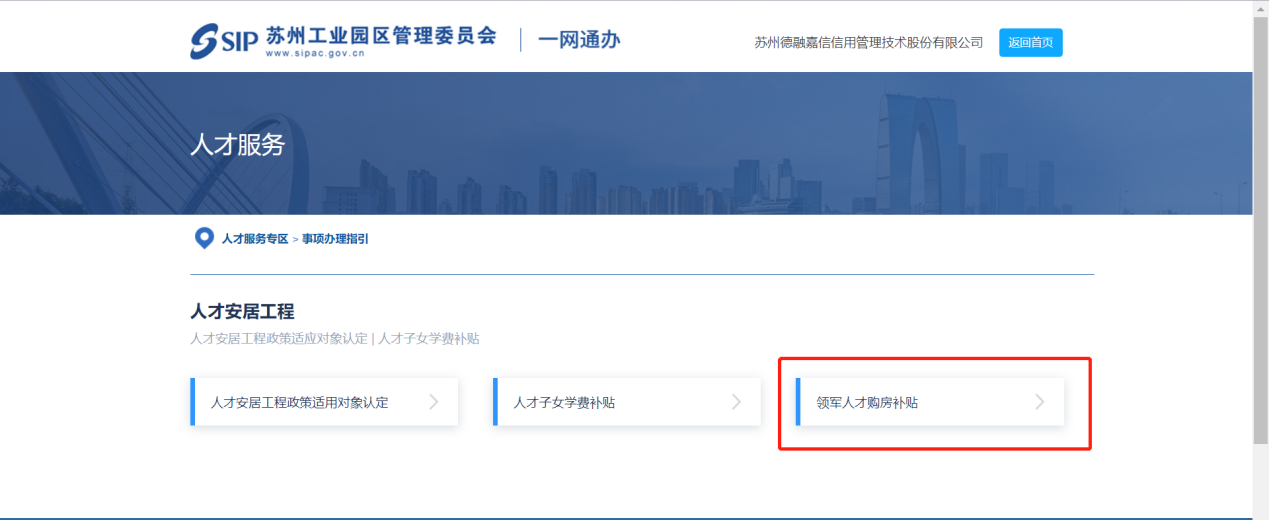 SIP 苏州工业园区管理委员会 一网通办
www.sipac.gov.cn
苏州德融嘉信信用管理技术股份有限公司 返回首页
人才服务
人才服务专区 > 事项办理指引
人才安居工程
人才安居工程政策适应对象认定 | 人才子女学费补贴
人才安居工程政策适用对象认定
人才子女学费补贴
领军人才购房补贴